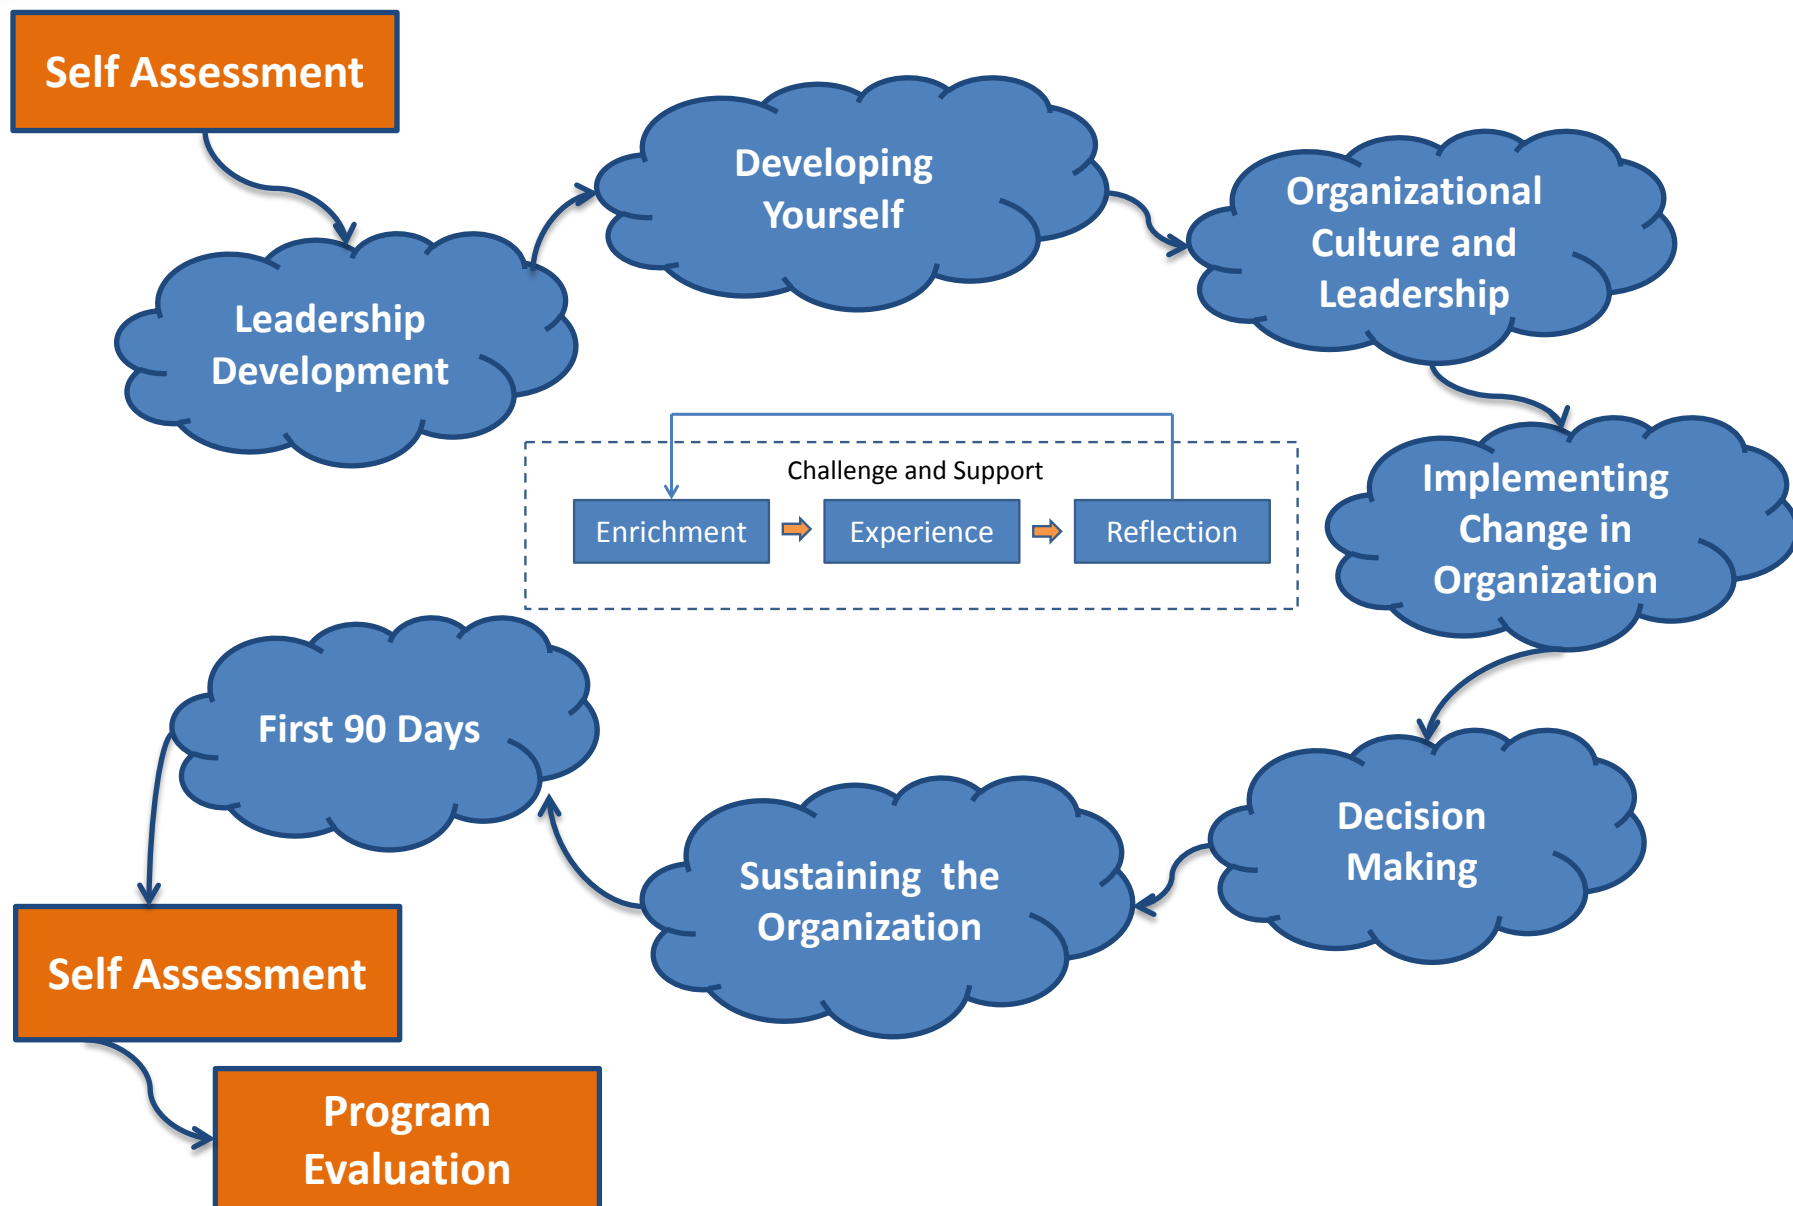 Self Assessment
Developing
Yourself
Organizational
Culture and
Leadership
Leadership
Development
Challenge and Support
Enrichment
Experience
Reflection
Implementing
Change in
Organization
First 90 Days
Decision
Making
Sustaining  the
Organization
Self Assessment
Program
Evaluation